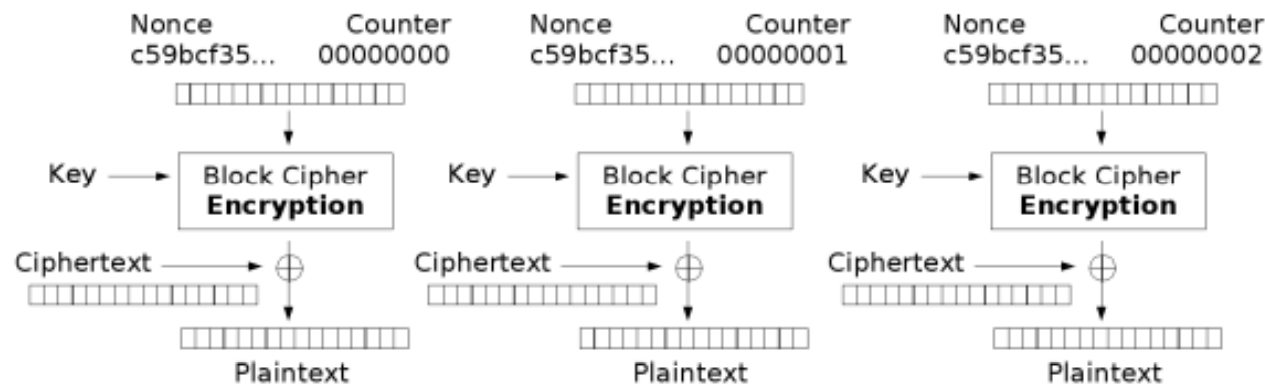 Nonce Counter
c59bcf35... 00000000
Key
Block Cipher
Encryption
Ciphertext
Plaintext
Nonce Counter
c59bcf35... 00000001
Key
Block Cipher
Encryption
Ciphertext
Plaintext
Nonce Counter
c59bcf35... 00000002
Key
Block Cipher
Encryption
Ciphertext
Plaintext